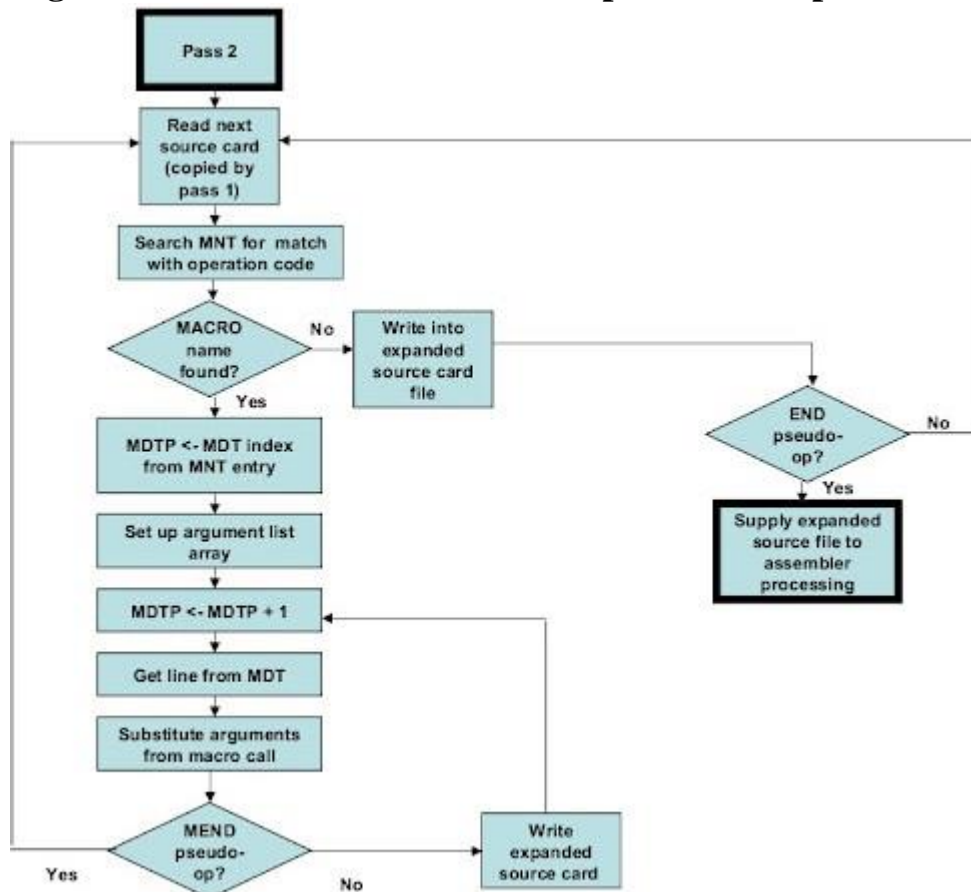 Pass 2
Read next
source card
(copied by
pass 1)
Search MNT for match
with operation code
MACRO
name
found?
No
Write into
expanded
source card
file
Yes
END
pseudo-
op?
No
Yes
MDTP <- MDT index
from MNT entry
Supply expanded
source file to
assembler
processing
Set up argument list
array
MDTP <- MDTP + 1
Get line from MDT
Substitute arguments
from macro call
MEND
pseudo-
op?
Yes
No
Write
expanded
source card